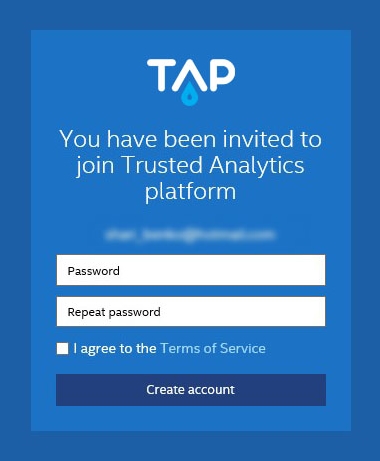 TAP
You have been invited to
join Trusted Analytics
platform
Password
Repeat password
I agree to the Terms of Service
Create account